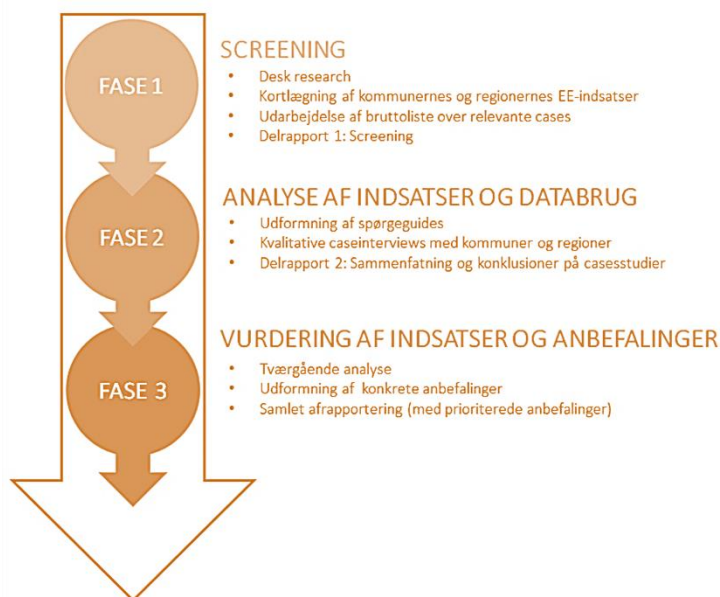 FASE 1
SCREENING
• Desk research
• Kortlægning af kommunernes og regionernes EE-indsatser
• Udarbejdelse af bruttoliste over relevante cases
• Delrapport 1: Screening
FASE 2
ANALYSE AF INDSATSER OG DATABRUG
• Udformning af spørgeguides
• Kvalitative caseinterviews med kommuner og regioner
• Delrapport 2: Sammenfatning og konklusioner på casesstudier
FASE 3
VURDERING AF INDSATSER OG ANBEFALINGER
• Tværgående analyse
• Udformning af konkrete anbefalinger
• Samlet afrapportering (med prioriterede anbefalinger)